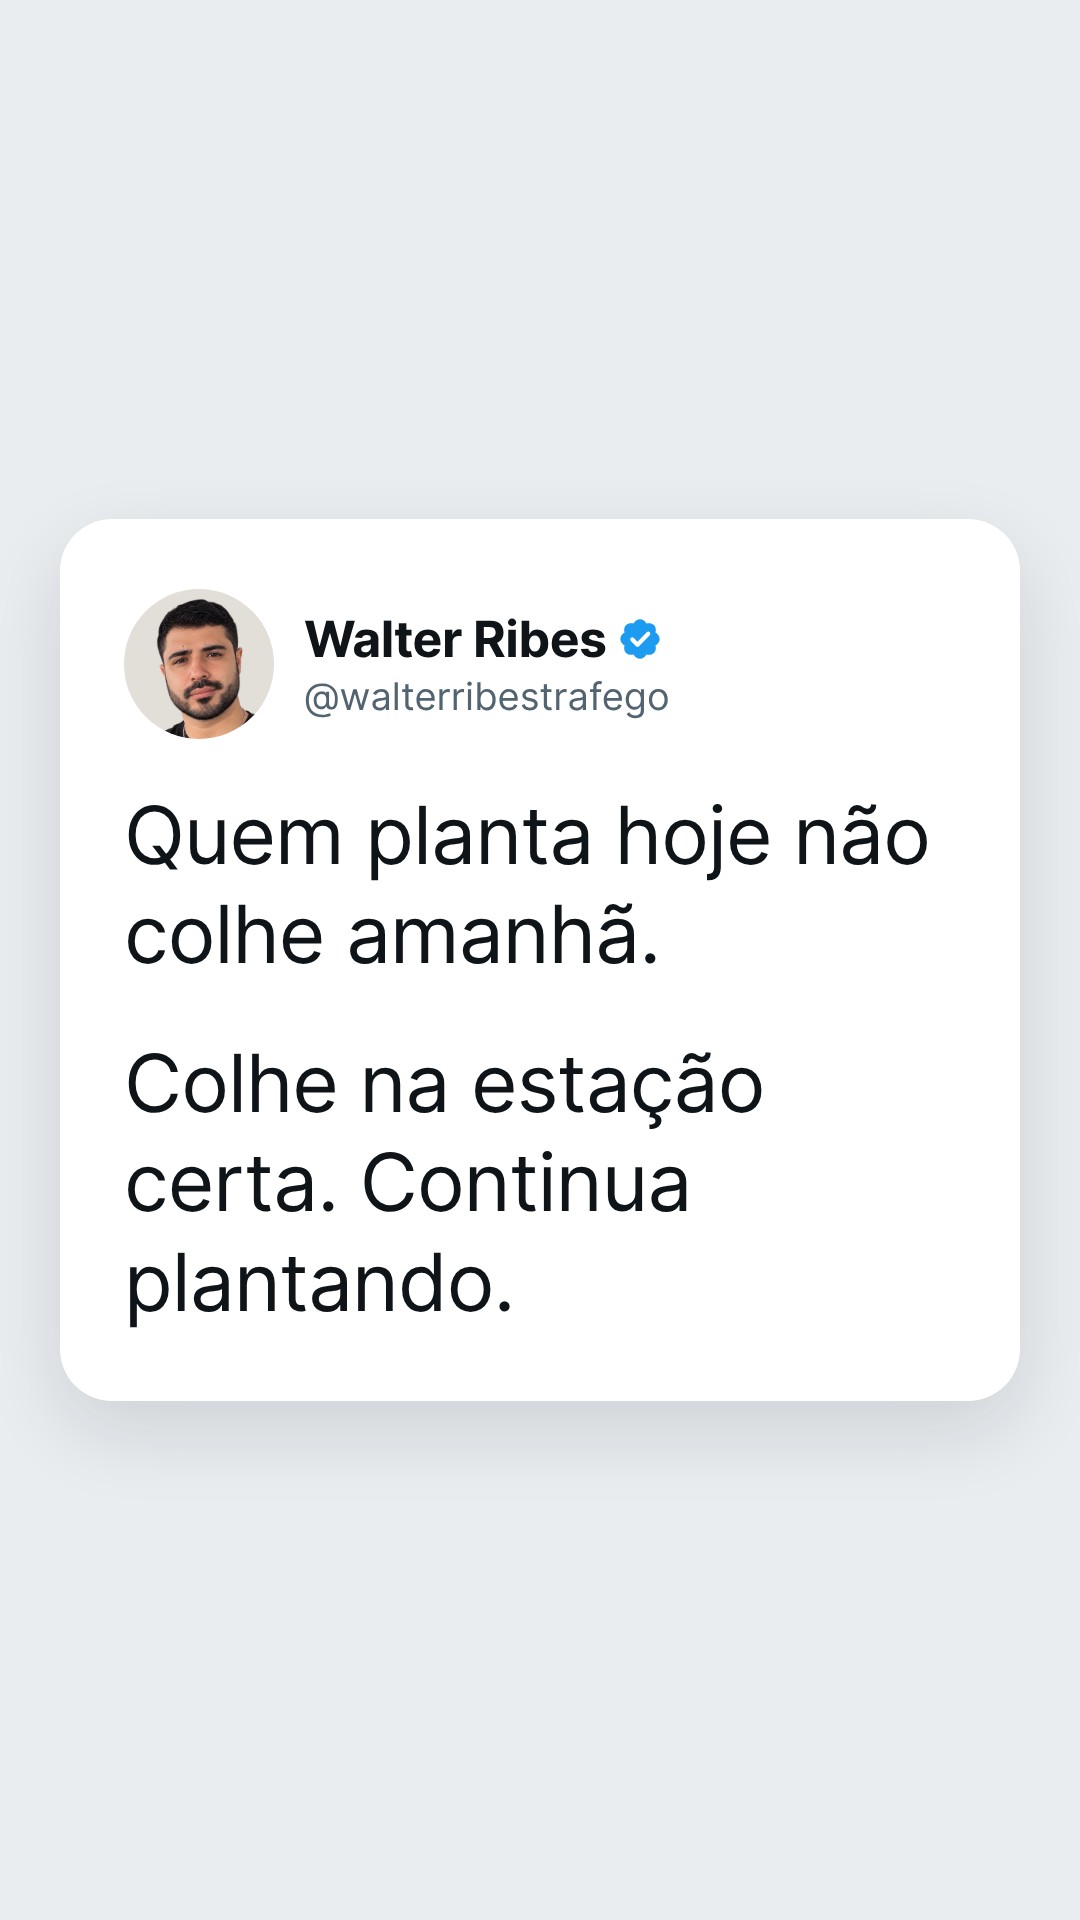 Walter Ribes
@walterribestrafego
Quem planta hoje não
colhe amanhã.
Colhe na estação
certa. Continua
plantando.